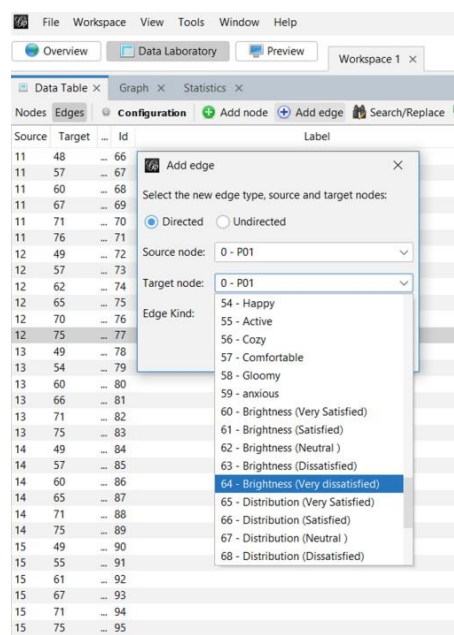 File Workspace View Tools Window Help
Overview Data Laboratory Preview Workspace 1 ×
Data Table × Graph × Statistics ×
Nodes Edges Configuration Add node Add edge Search/Replace
Source Target ... Id Label
11 48 ... 66
11 57 ... 67
11 60 ... 68
11 67 ... 69
11 71 ... 70
11 76 ... 71
12 49 ... 72
12 57 ... 73
12 62 ... 74
12 65 ... 75
12 70 ... 76
12 75 ... 77
13 49 ... 78
13 54 ... 79
13 60 ... 80
13 66 ... 81
13 71 ... 82
13 75 ... 83
14 49 ... 84
14 57 ... 85
14 60 ... 86
14 65 ... 87
14 71 ... 88
14 75 ... 89
15 49 ... 90
15 55 ... 91
15 61 ... 92
15 67 ... 93
15 71 ... 94
15 75 ... 95
Add edge ×
Select the new edge type, source and target nodes:
Directed Undirected
Source node: 0 - P01
Target node: 0 - P01
Edge Kind:
54 - Happy
55 - Active
56 - Cozy
57 - Comfortable
58 - Gloomy
59 - anxious
60 - Brightness (Very Satisfied)
61 - Brightness (Satisfied)
62 - Brightness (Neutral )
63 - Brightness (Dissatisfied)
64 - Brightness (Very dissatisfied)
65 - Distribution (Very Satisfied)
66 - Distribution (Satisfied)
67 - Distribution (Neutral )
68 - Distribution (Dissatisfied)